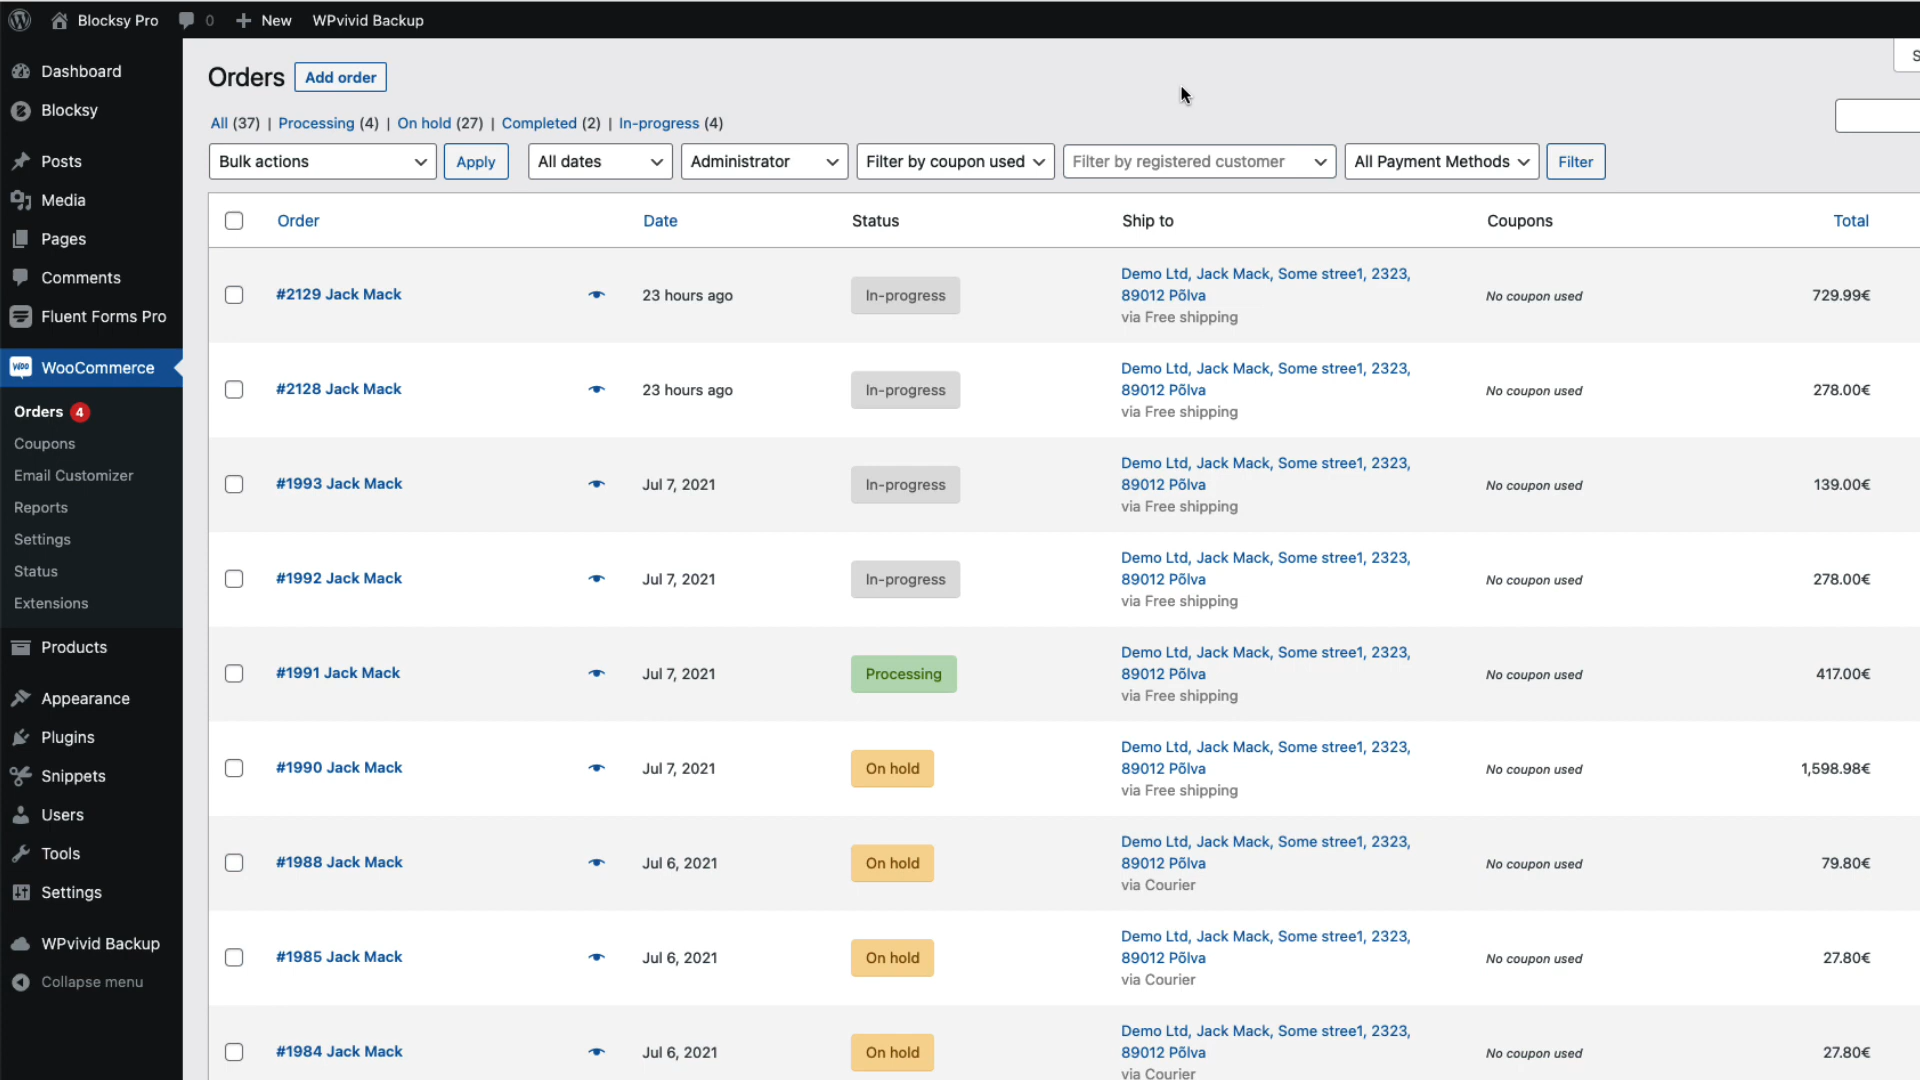 Blocksy Pro 0 New WPvivid Backup
Dashboard
Blocksy
Posts
Media
Pages
Comments
Fluent Forms Pro
WooCommerce
Orders 4
Coupons
Email Customizer
Reports
Settings
Status
Extensions
Products
Appearance
Plugins
Snippets
Users
Tools
Settings
WPvivid Backup
Collapse menu
Orders Add order
All (37) | Processing (4) | On hold (27) | Completed (2) | In-progress (4)
Bulk actions Apply All dates Administrator Filter by coupon used Filter by registered customer All Payment Methods Filter
Order Date Status Ship to Coupons Total
#2129 Jack Mack 23 hours ago In-progress Demo Ltd, Jack Mack, Some stree1, 2323,
89012 Põlva No coupon used 729.99€
via Free shipping
#2128 Jack Mack 23 hours ago In-progress Demo Ltd, Jack Mack, Some stree1, 2323,
89012 Põlva No coupon used 278.00€
via Free shipping
#1993 Jack Mack Jul 7, 2021 In-progress Demo Ltd, Jack Mack, Some stree1, 2323,
89012 Põlva No coupon used 139.00€
via Free shipping
#1992 Jack Mack Jul 7, 2021 In-progress Demo Ltd, Jack Mack, Some stree1, 2323,
89012 Põlva No coupon used 278.00€
via Free shipping
#1991 Jack Mack Jul 7, 2021 Processing Demo Ltd, Jack Mack, Some stree1, 2323,
89012 Põlva No coupon used 417.00€
via Free shipping
#1990 Jack Mack Jul 7, 2021 On hold Demo Ltd, Jack Mack, Some stree1, 2323,
89012 Põlva No coupon used 1,598.98€
via Free shipping
#1988 Jack Mack Jul 6, 2021 On hold Demo Ltd, Jack Mack, Some stree1, 2323,
89012 Põlva No coupon used 79.80€
via Courier
#1985 Jack Mack Jul 6, 2021 On hold Demo Ltd, Jack Mack, Some stree1, 2323,
89012 Põlva No coupon used 27.80€
via Courier
#1984 Jack Mack Jul 6, 2021 On hold Demo Ltd, Jack Mack, Some stree1, 2323,
89012 Põlva No coupon used 27.80€
via Courier